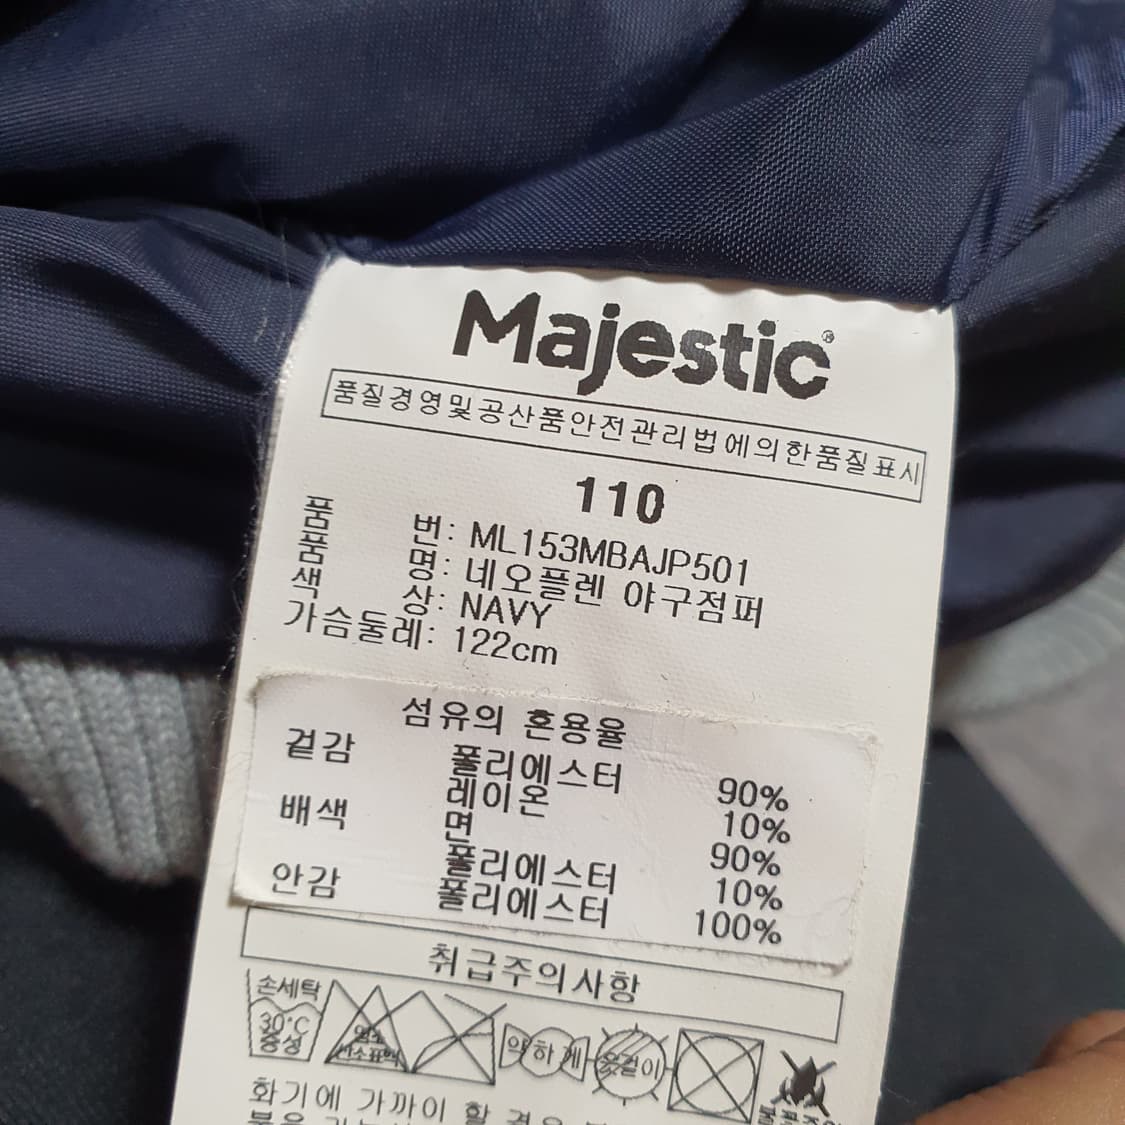 Majestic®
품질경영및공산품안전관리법에의한품질표시
110
품 번: ML153MBAJP501
품 명: 네오플렌 야구점퍼
색 상: NAVY
가슴둘레: 122cm
섬유의 혼용율
겉감 폴리에스터 90%
레이온 10%
배색 면 90%
폴리에스터 10%
안감 폴리에스터 100%
취급주의사항
손세탁
30°C
중성
약하게
옷걸이
화기에 가까이 할 경우